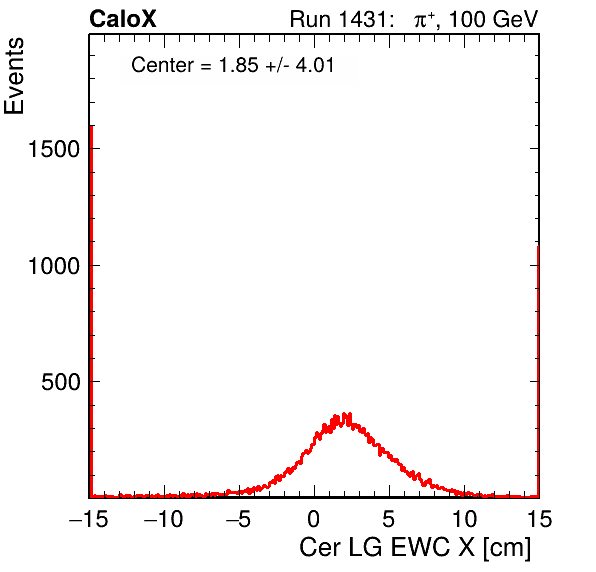 CaloX Run 1431: π⁺, 100 GeV
Center = 1.85 +/- 4.01
Events
1500
1000
500
−15 −10 −5 0 5 10 15
Cer LG EWC X [cm]